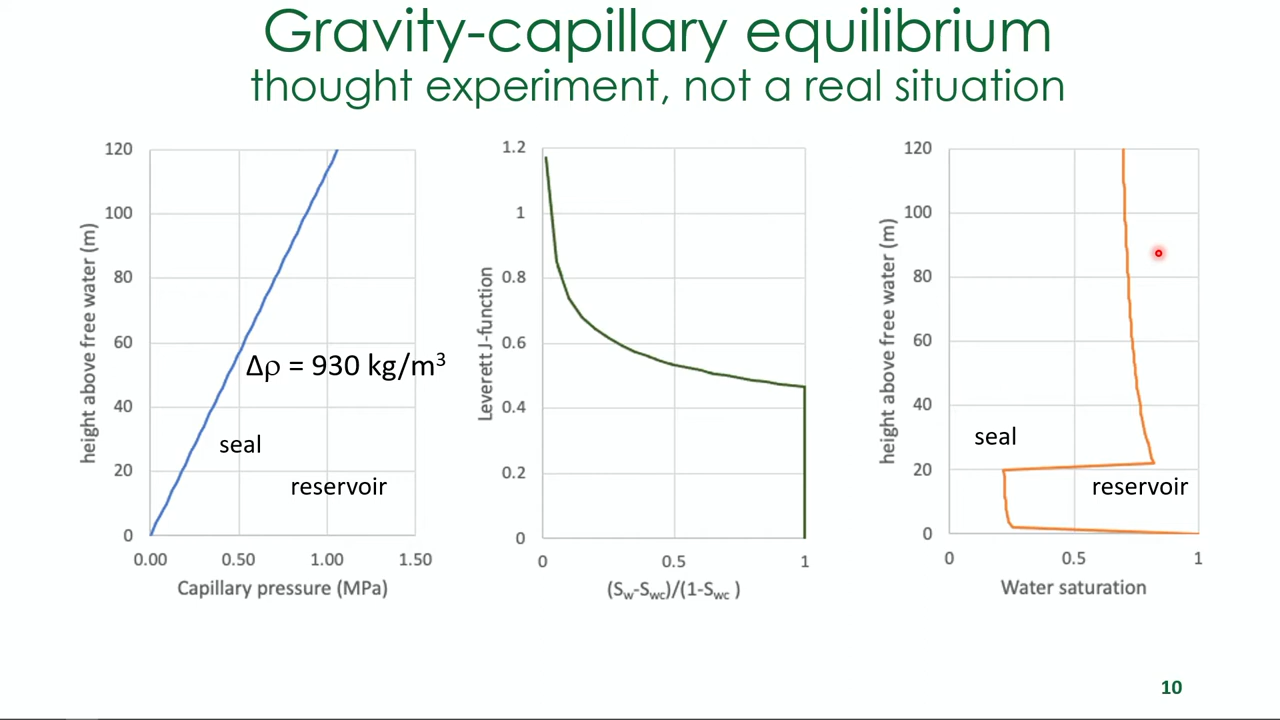 Gravity-capillary equilibrium
thought experiment, not a real situation
120
100
80
60
40
20
0
height above free water (m)
0.00 0.50 1.00 1.50
Capillary pressure (MPa)
Δρ = 930 kg/m³
seal
reservoir
1.2
1
0.8
0.6
0.4
0.2
0
Leverett J-function
0 0.5 1
(Sw-Swc)/(1-Swc )
120
100
80
60
40
20
0
height above free water (m)
seal
reservoir
0 0.5 1
Water saturation
10